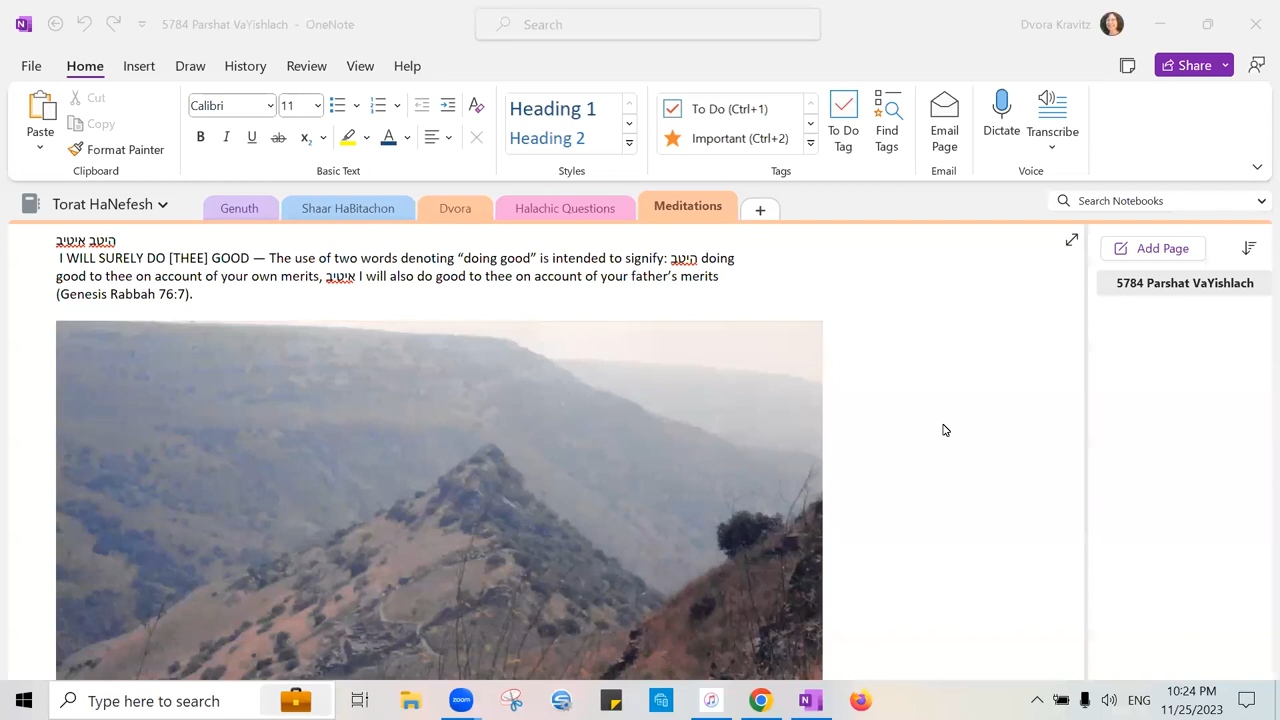 5784 Parshat VaYishlach - OneNote
Search
Dvora Kravitz
File Home Insert Draw History Review View Help
Share
Paste
Cut
Copy
Format Painter
Clipboard
Calibri 11
B I U ab x₂ A
Basic Text
Heading 1
Heading 2
Styles
To Do (Ctrl+1)
Important (Ctrl+2)
To Do Tag
Find Tags
Tags
Email Page
Email
Dictate
Transcribe
Voice
Torat HaNefesh
Genuth Shaar HaBitachon Dvora Halachic Questions Meditations +
Search Notebooks
Add Page
5784 Parshat VaYishlach
היטב איטיב
I WILL SURELY DO [THEE] GOOD — The use of two words denoting “doing good” is intended to signify: היטב doing
good to thee on account of your own merits, איטיב I will also do good to thee on account of your father’s merits
(Genesis Rabbah 76:7).
Type here to search
zoom
ENG
10:24 PM
11/25/2023